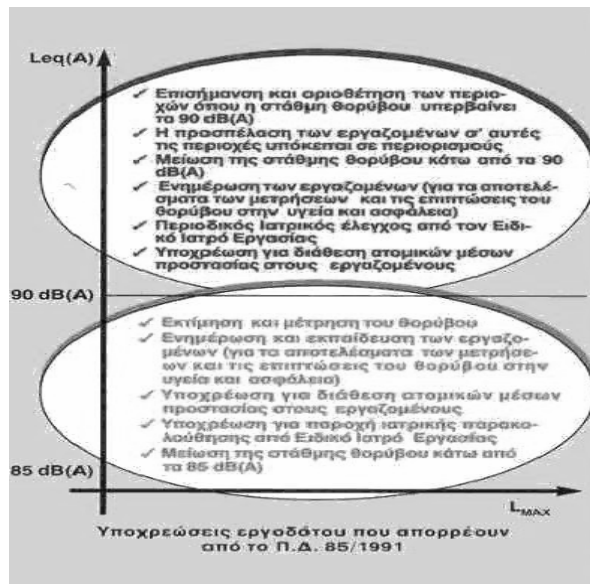 Leq(A)
✓ Επισήμανση και οριοθέτηση των περιο-
χών όπου η στάθμη θορύβου υπερβαίνει
τα 90 dB(A)
✓ Η προσπέλαση των εργαζομένων σ' αυτές
τις περιοχές υπόκειται σε περιορισμούς
✓ Μείωση της στάθμης θορύβου κάτω από τα 90
dB(A)
✓ Ενημέρωση των εργαζομένων (για τα αποτελέ-
σματα των μετρήσεων και τις επιπτώσεις του
θορύβου στην υγεία και ασφάλεια)
✓ Περιοδικός Ιατρικός έλεγχος από τον Ειδι-
κό Ιατρό Εργασίας
✓ Υποχρέωση για διάθεση ατομικών μέσων
προστασίας στους εργαζομένους
90 dB(A)
✓ Εκτίμηση και μέτρηση του θορύβου
✓ Ενημέρωση και εκπαίδευση των εργαζο-
μένων (για τα αποτελέσματα των μετρήσε-
ων και τις επιπτώσεις του θορύβου στην
υγεία και ασφάλεια)
✓ Υποχρέωση για διάθεση ατομικών μέσων
προστασίας στους εργαζομένους
✓ Υποχρέωση για παροχή ιατρικής παρακο-
λούθησης από Ειδικό Ιατρό Εργασίας
✓ Μείωση της στάθμης θορύβου κάτω από
τα 85 dB(A)
85 dB(A)
LMAX
Υποχρεώσεις εργοδότου που απορρέουν
από το Π.Δ. 85/1991